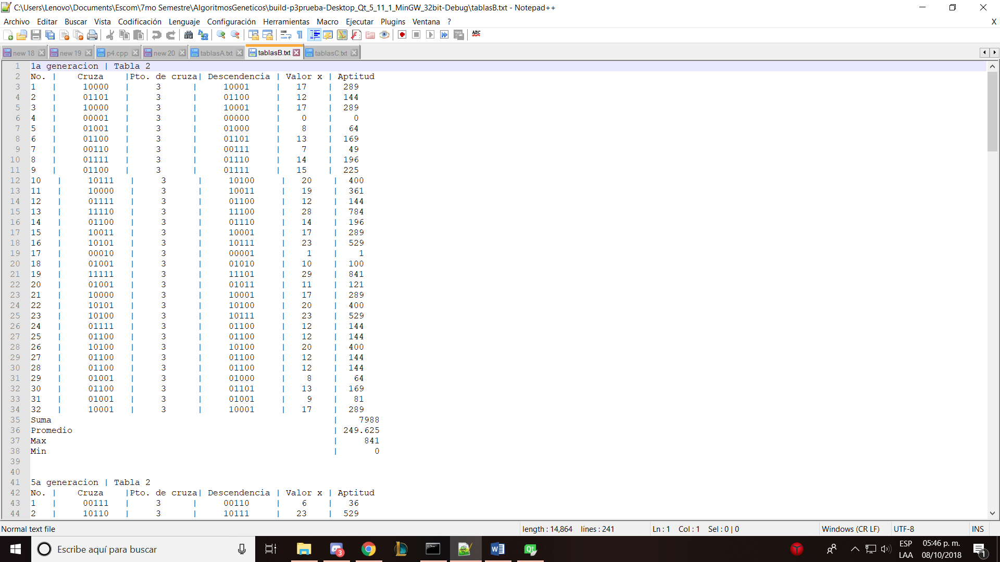 C:\Users\Lenovo\Documents\Escom\7mo Semestre\AlgoritmosGeneticos\build-p3prueba-Desktop_Qt_5_11_1_MinGW_32bit-Debug\tablasB.txt - Notepad++
Archivo Editar Buscar Vista Codificación Lenguaje Configuración Herramientas Macro Ejecutar Plugins Ventana ? X
ABC
new 18 new 19 p4.cpp new 20 tablasA.txt tablasB.txt tablasC.txt
1 1a generacion | Tabla 2
2 No. | Cruza |Pto. de cruza| Descendencia | Valor x | Aptitud
3 1 | 10000 | 3 | 10001 | 17 | 289
4 2 | 01101 | 3 | 01100 | 12 | 144
5 3 | 10000 | 3 | 10001 | 17 | 289
6 4 | 00001 | 3 | 00000 | 0 | 0
7 5 | 01001 | 3 | 01000 | 8 | 64
8 6 | 01100 | 3 | 01101 | 13 | 169
9 7 | 00110 | 3 | 00111 | 7 | 49
10 8 | 01111 | 3 | 01110 | 14 | 196
11 9 | 01100 | 3 | 01111 | 15 | 225
12 10 | 10111 | 3 | 10100 | 20 | 400
13 11 | 10000 | 3 | 10011 | 19 | 361
14 12 | 01111 | 3 | 01100 | 12 | 144
15 13 | 11110 | 3 | 11100 | 28 | 784
16 14 | 01100 | 3 | 01110 | 14 | 196
17 15 | 10011 | 3 | 10001 | 17 | 289
18 16 | 10101 | 3 | 10111 | 23 | 529
19 17 | 00010 | 3 | 00001 | 1 | 1
20 18 | 01001 | 3 | 01010 | 10 | 100
21 19 | 11111 | 3 | 11101 | 29 | 841
22 20 | 01001 | 3 | 01011 | 11 | 121
23 21 | 10000 | 3 | 10001 | 17 | 289
24 22 | 10101 | 3 | 10100 | 20 | 400
25 23 | 10100 | 3 | 10111 | 23 | 529
26 24 | 01111 | 3 | 01100 | 12 | 144
27 25 | 01100 | 3 | 01100 | 12 | 144
28 26 | 10100 | 3 | 10100 | 20 | 400
29 27 | 01100 | 3 | 01100 | 12 | 144
30 28 | 01100 | 3 | 01100 | 12 | 144
31 29 | 01001 | 3 | 01000 | 8 | 64
32 30 | 01100 | 3 | 01101 | 13 | 169
33 31 | 01001 | 3 | 01001 | 9 | 81
34 32 | 10001 | 3 | 10001 | 17 | 289
35 Suma | 7988
36 Promedio | 249.625
37 Max | 841
38 Min | 0
39
40
41 5a generacion | Tabla 2
42 No. | Cruza |Pto. de cruza| Descendencia | Valor x | Aptitud
43 1 | 00111 | 3 | 00110 | 6 | 36
44 2 | 10110 | 3 | 10111 | 23 | 529
Normal text file length : 14,864 lines : 241 Ln : 1 Col : 1 Sel : 0 | 0 Windows (CR LF) UTF-8 INS
Escribe aquí para buscar 3 Qt ESP 05:46 p. m.
LAA 08/10/2018 1